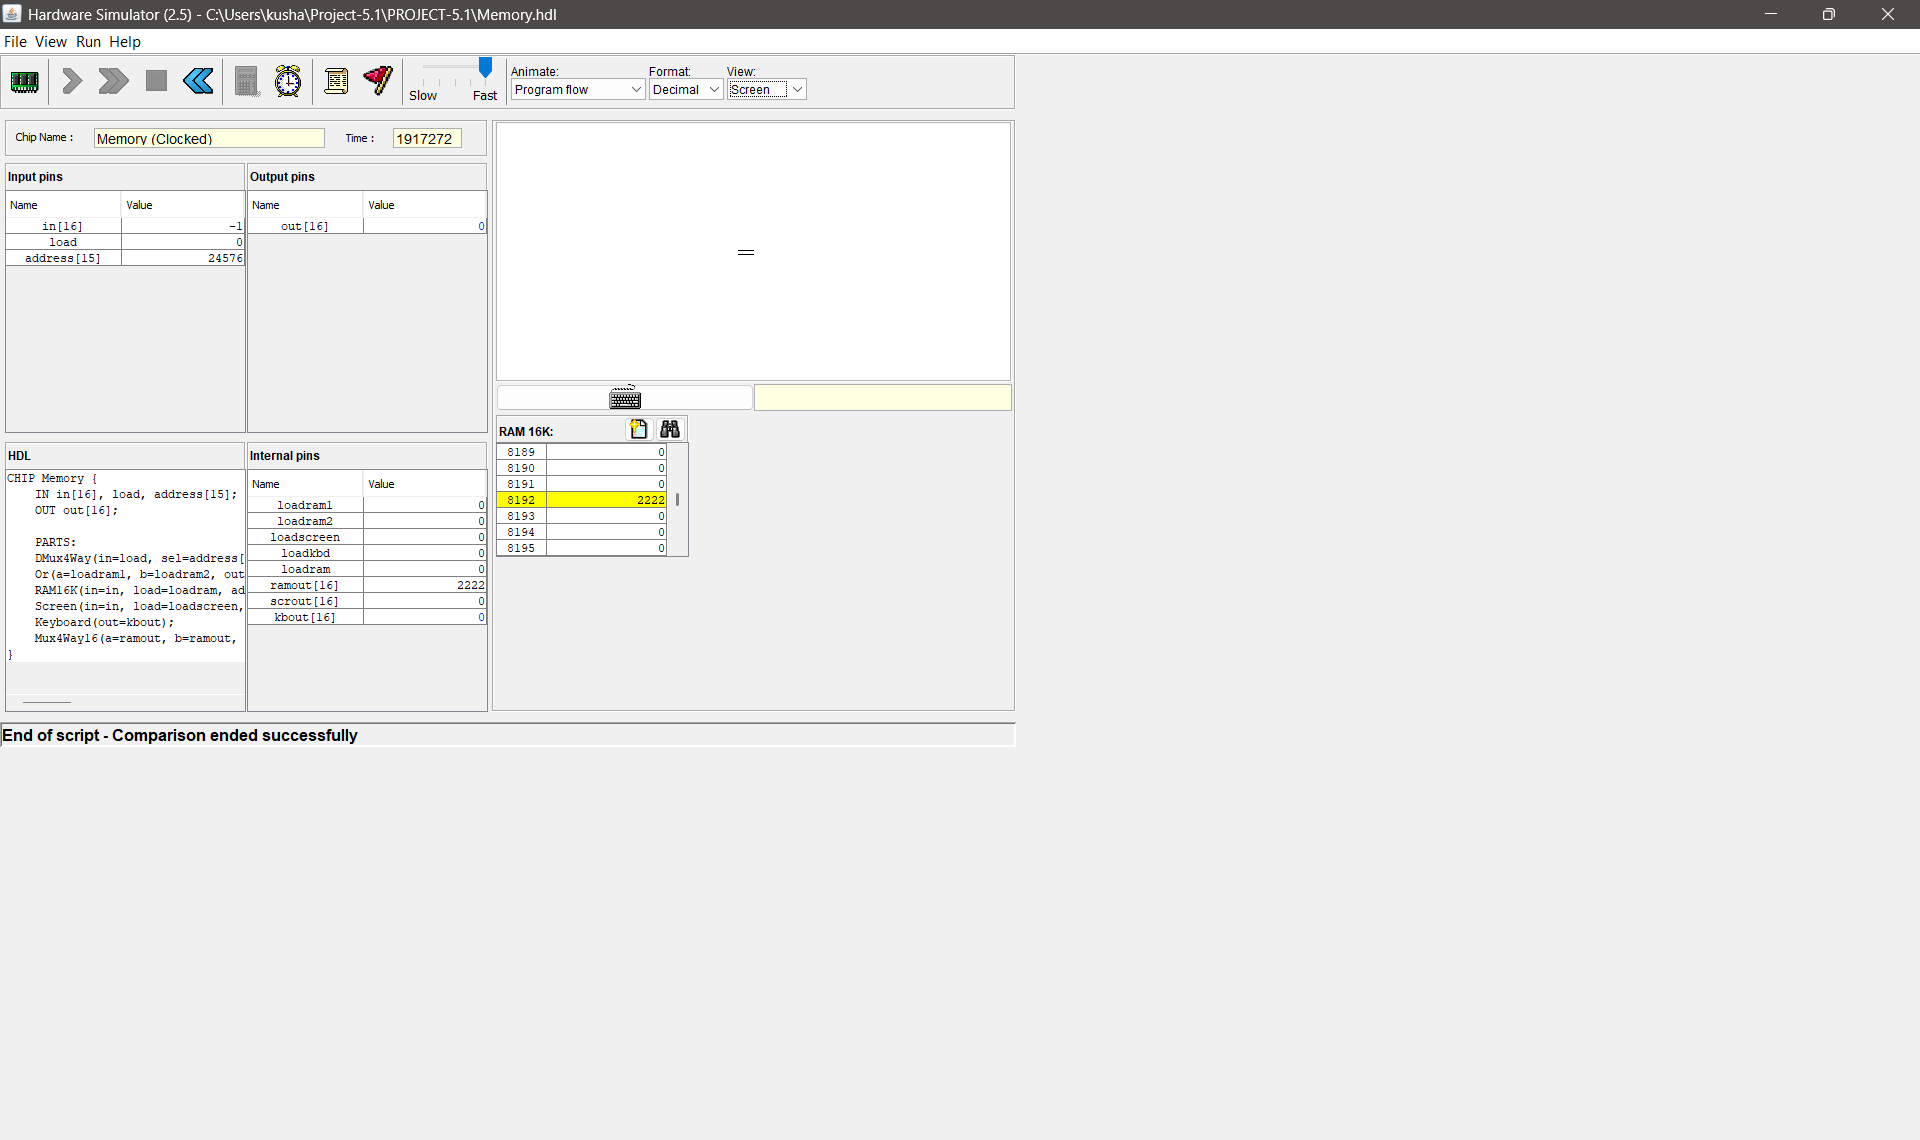 Hardware Simulator (2.5) - C:\Users\kusha\Project-5.1\PROJECT-5.1\Memory.hdl
File View Run Help
Animate: Format: View:
Slow Fast Program flow Decimal Screen
Chip Name : Memory (Clocked) Time : 1917272
Input pins
Name Value
in[16] -1
load 0
address[15] 24576
Output pins
Name Value
out[16] 0
HDL
CHIP Memory {
IN in[16], load, address[15];
OUT out[16];
PARTS:
DMux4Way(in=load, sel=address[
Or(a=loadram1, b=loadram2, out
RAM16K(in=in, load=loadram, ad
Screen(in=in, load=loadscreen,
Keyboard(out=kbout);
Mux4Way16(a=ramout, b=ramout,
}
Internal pins
Name Value
loadram1 0
loadram2 0
loadscreen 0
loadkbd 0
loadram 0
ramout[16] 2222
scrout[16] 0
kbout[16] 0
RAM 16K:
8189 0
8190 0
8191 0
8192 2222
8193 0
8194 0
8195 0
End of script - Comparison ended successfully